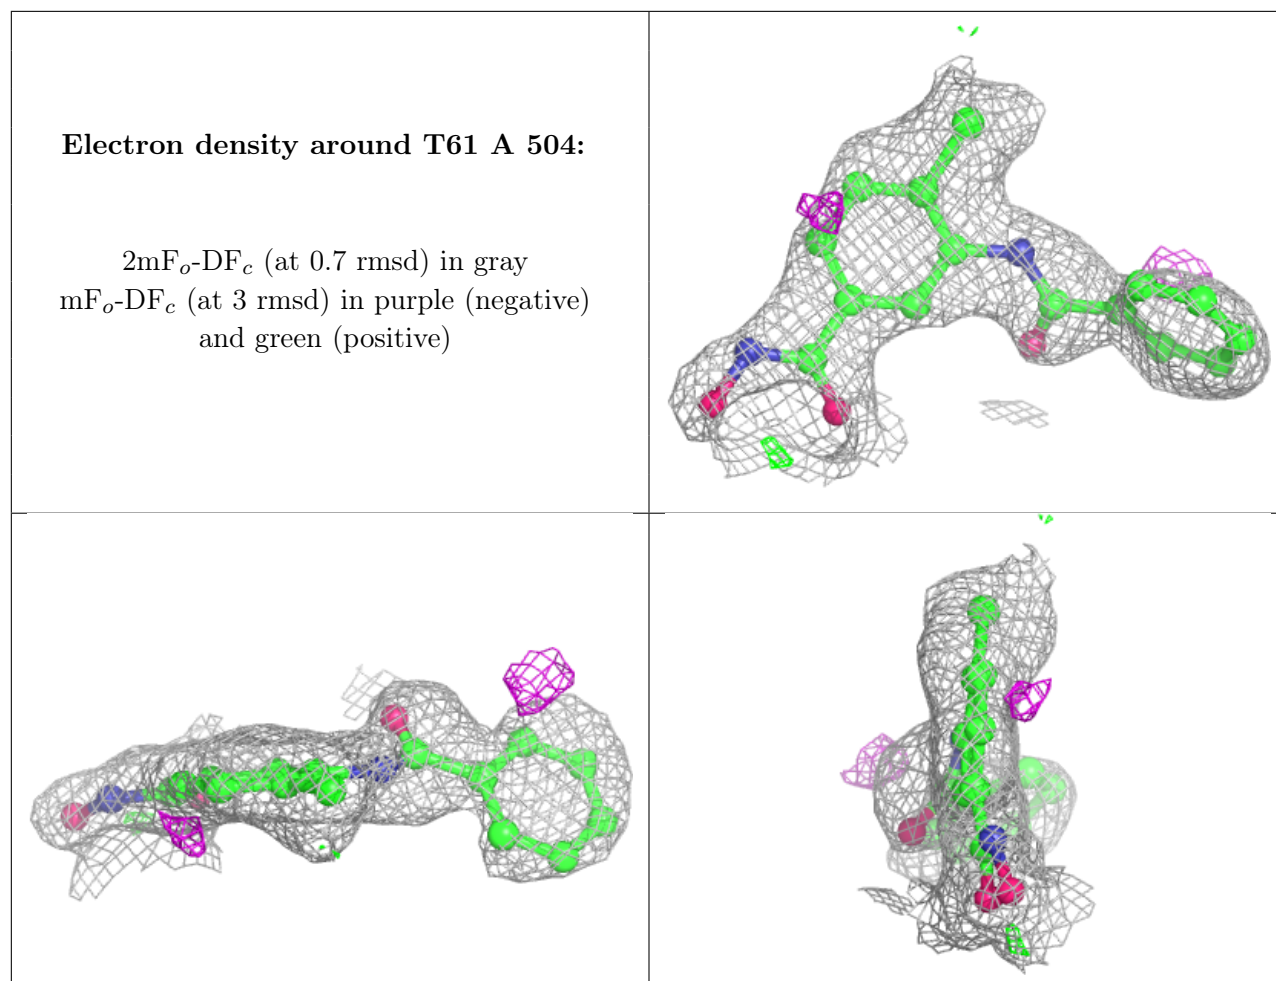 Electron density around T61 A 504:
2mFo-DFc (at 0.7 rmsd) in gray
mFo-DFc (at 3 rmsd) in purple (negative)
and green (positive)